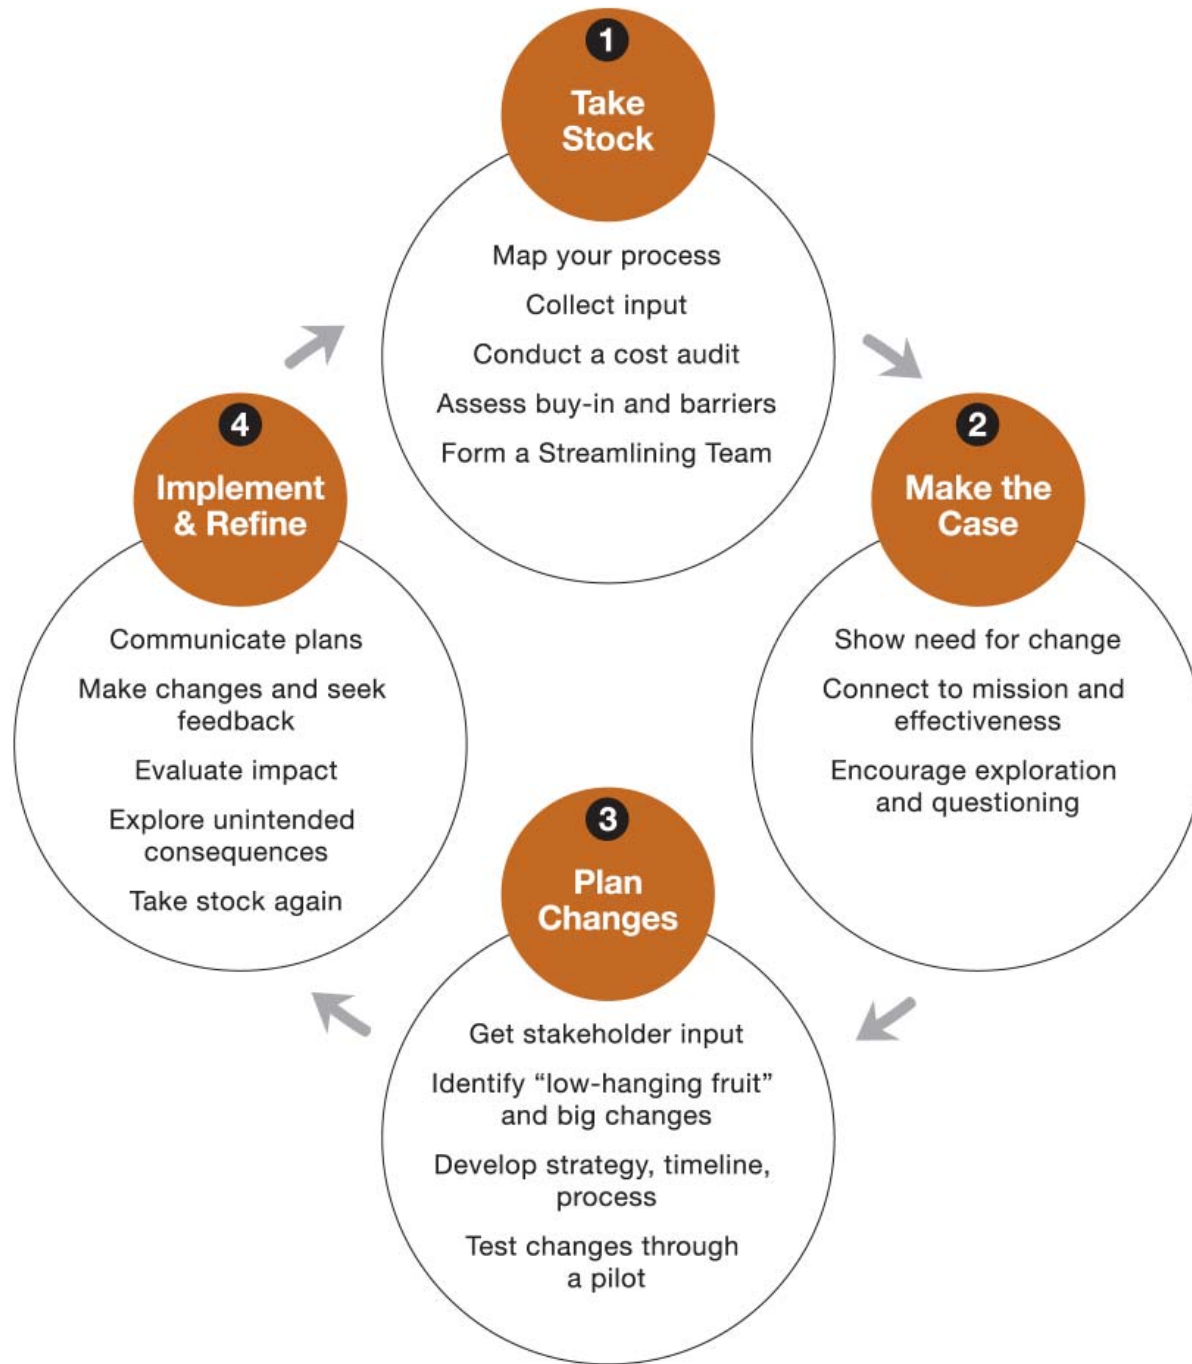 1
Take
Stock
Map your process
Collect input
Conduct a cost audit
Assess buy-in and barriers
Form a Streamlining Team
2
Make the
Case
Show need for change
Connect to mission and
effectiveness
Encourage exploration
and questioning
3
Plan
Changes
Get stakeholder input
Identify “low-hanging fruit”
and big changes
Develop strategy, timeline,
process
Test changes through
a pilot
4
Implement
& Refine
Communicate plans
Make changes and seek
feedback
Evaluate impact
Explore unintended
consequences
Take stock again